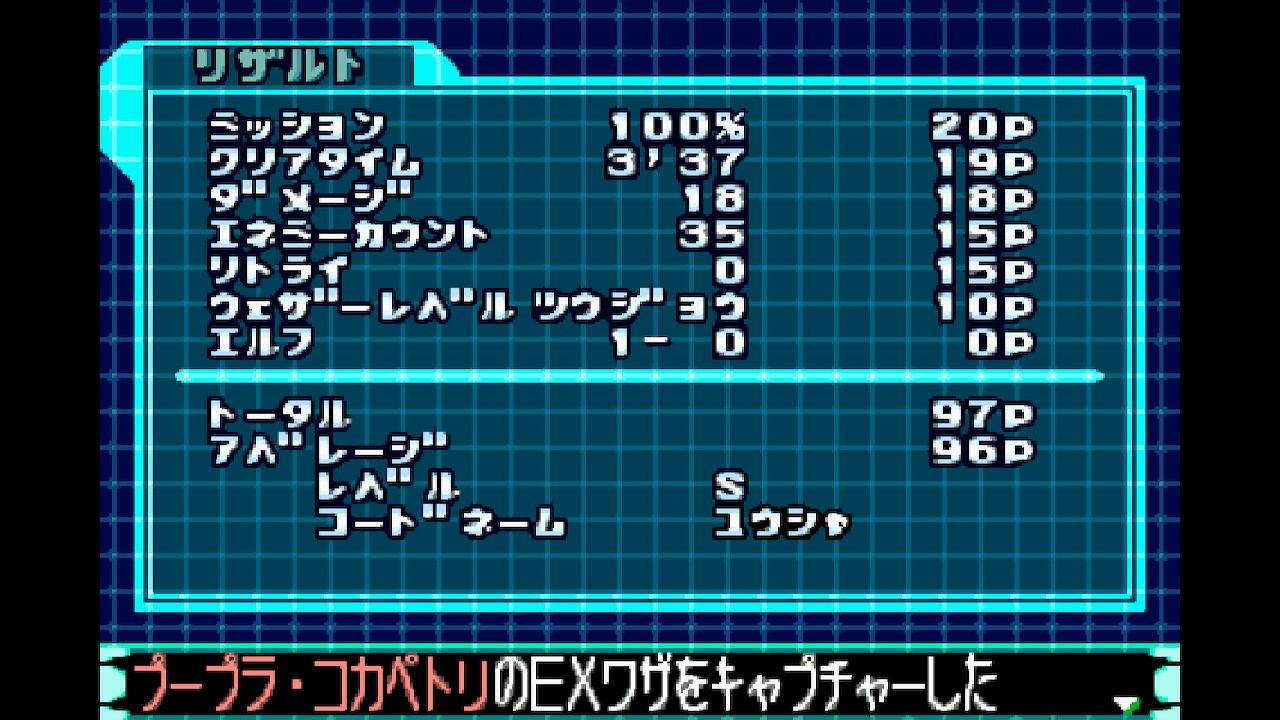 リザルト
ミッション 100% 20P
クリアタイム 3'37 19P
ダメージ 18 18P
エネミーカウント 35 15P
リトライ 0 15P
ウェザーレベル ツウジョウ 10P
エルフ 1- 0 0P
トータル 97P
アベレージ 96P
レベル S
コードネーム ユウシャ
プープラ・コカペトリのEXワザをキャプチャーした